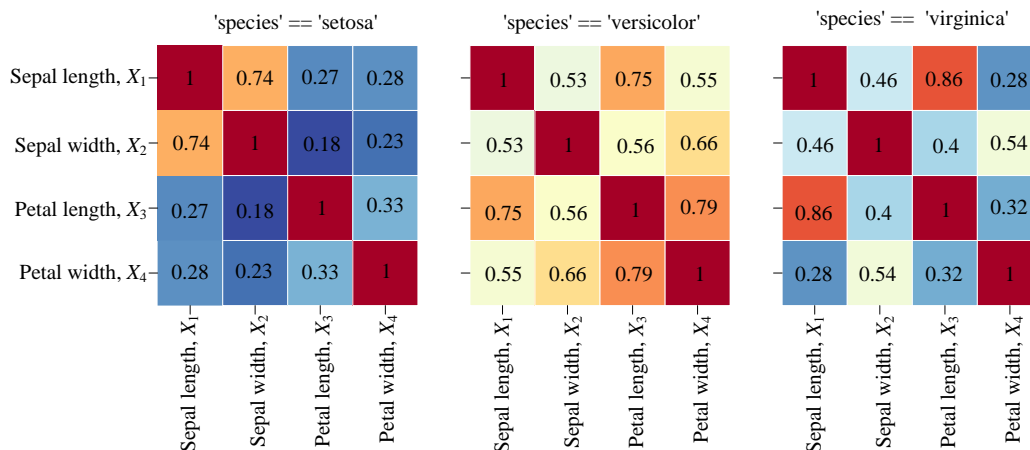 'species' == 'setosa'
'species' == 'versicolor'
'species' == 'virginica'
Sepal length, X1
1 0.74 0.27 0.28
1 0.53 0.75 0.55
1 0.46 0.86 0.28
Sepal width, X2
0.74 1 0.18 0.23
0.53 1 0.56 0.66
0.46 1 0.4 0.54
Petal length, X3
0.27 0.18 1 0.33
0.75 0.56 1 0.79
0.86 0.4 1 0.32
Petal width, X4
0.28 0.23 0.33 1
0.55 0.66 0.79 1
0.28 0.54 0.32 1
Sepal length, X1
Sepal width, X2
Petal length, X3
Petal width, X4
Sepal length, X1
Sepal width, X2
Petal length, X3
Petal width, X4
Sepal length, X1
Sepal width, X2
Petal length, X3
Petal width, X4